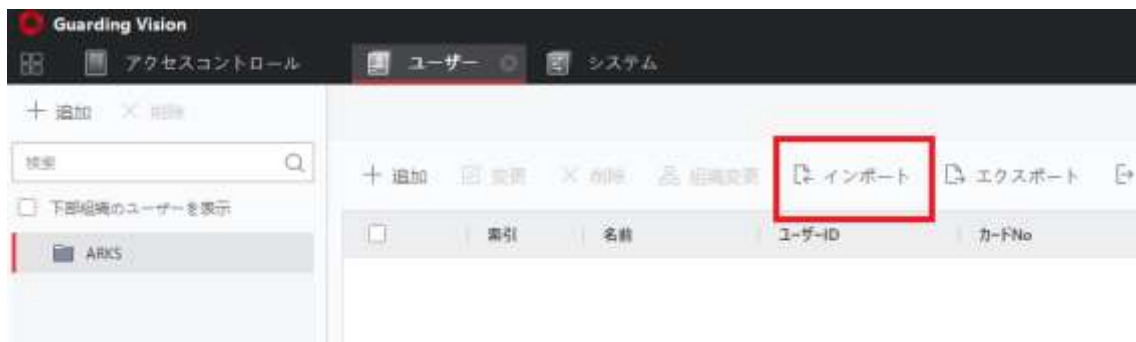 Guarding Vision
アクセスコントロール ユーザー システム
追加 削除
検索
追加 変更 削除 組織変更 インポート エクスポート
下部組織のユーザーを表示
索引 名前 ユーザーID カードNo
ARKS